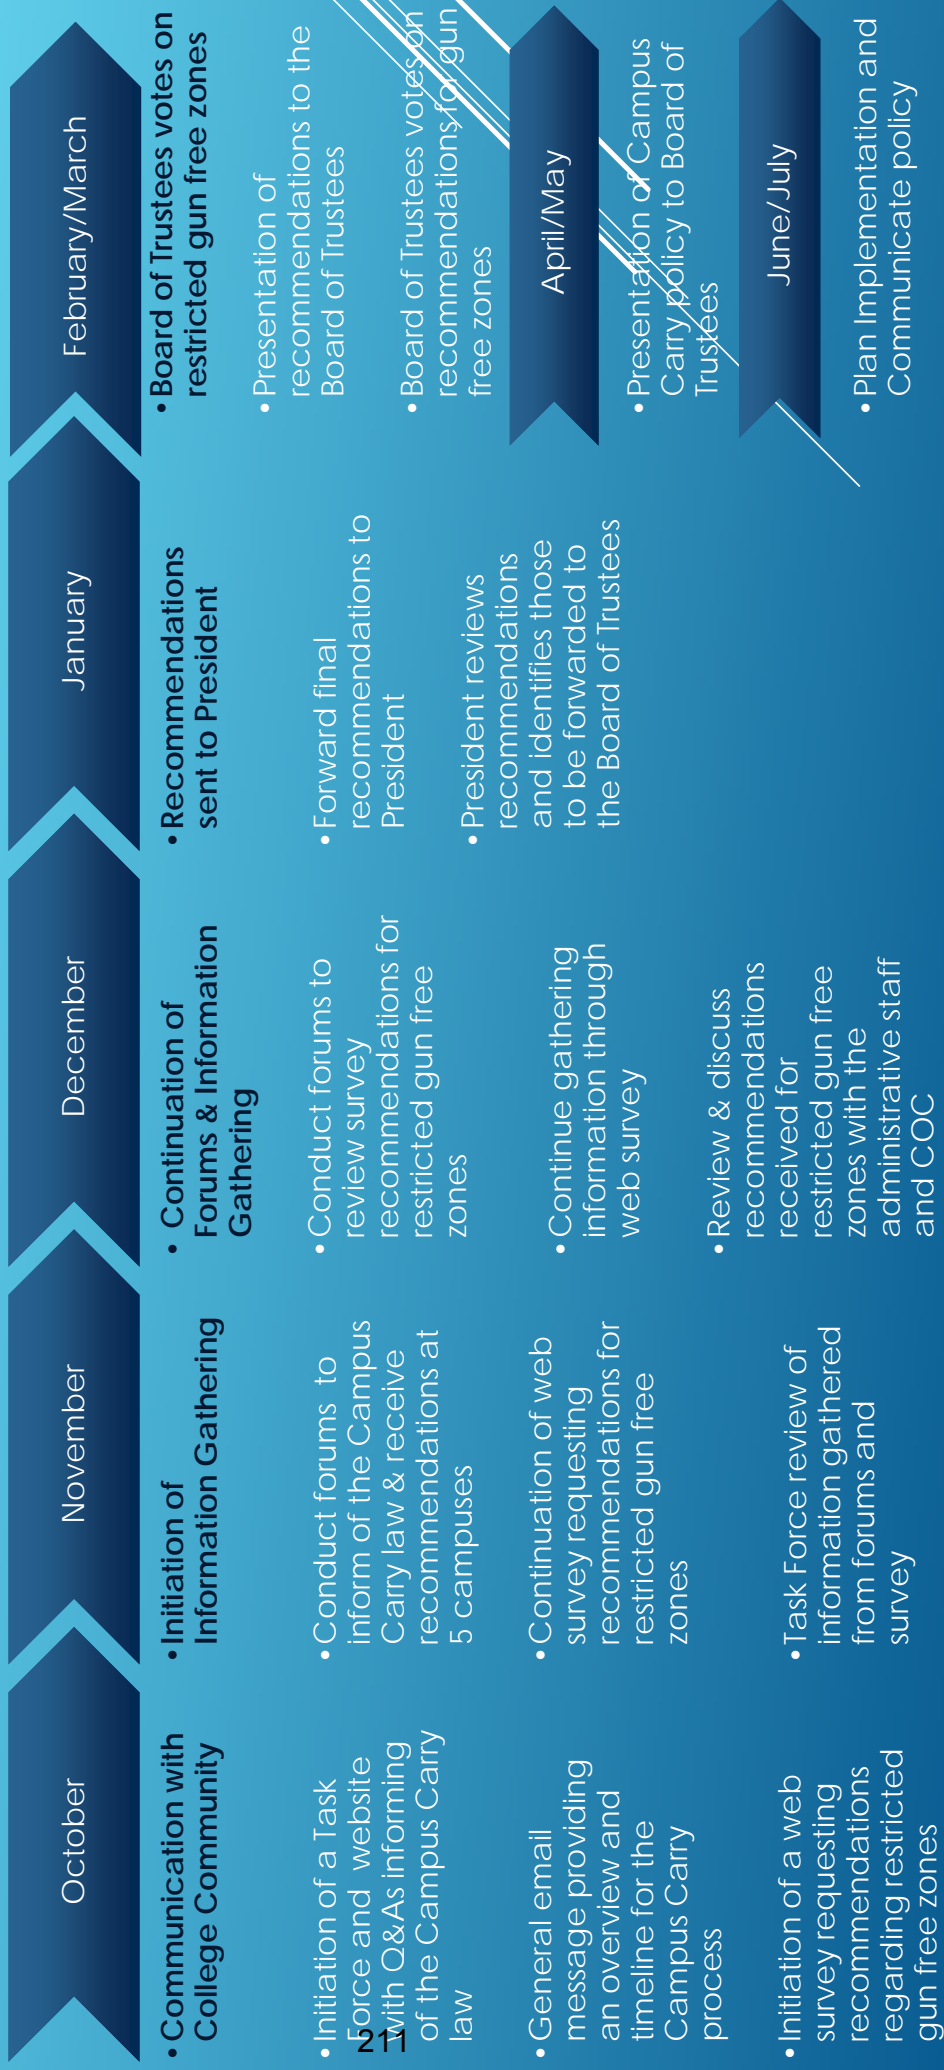 October
• Communication with
College Community
• Initiation of a Task
Force and website
with Q&As informing
of the Campus Carry
law
• General email
message providing
an overview and
timeline for the
Campus Carry
process
• Initiation of a web
survey requesting
recommendations
regarding restricted
gun free zones
November
• Initiation of
Information Gathering
• Conduct forums to
inform of the Campus
Carry law & receive
recommendations at
5 campuses
• Continuation of web
survey requesting
recommendations for
restricted gun free
zones
• Task Force review of
information gathered
from forums and
survey
December
• Continuation of
Forums & Information
Gathering
• Conduct forums to
review survey
recommendations for
restricted gun free
zones
• Continue gathering
information through
web survey
• Review & discuss
recommendations
received for
restricted gun free
zones with the
administrative staff
and COC
January
• Recommendations
sent to President
• Forward final
recommendations to
President
• President reviews
recommendations
and identifies those
to be forwarded to
the Board of Trustees
February/March
• Board of Trustees votes on
restricted gun free zones
• Presentation of
recommendations to the
Board of Trustees
• Board of Trustees votes on
recommendations for gun
free zones
April/May
• Presentation of Campus
Carry policy to Board of
Trustees
June/July
• Plan Implementation and
Communicate policy
211